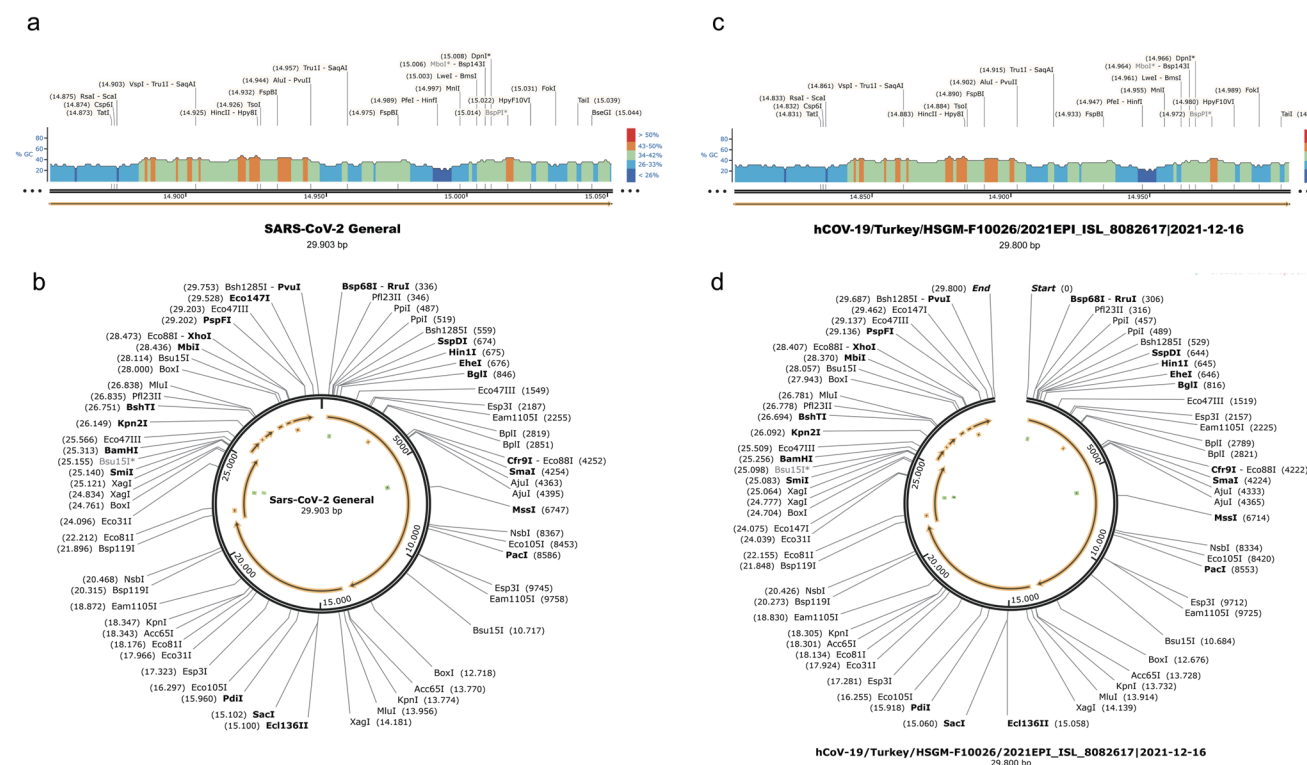 a
(15.008) DpnI*
(15.006) MboI* - Bsp143I
(14.957) Tru1I - SaqAI
(15.003) LweI - BmsI
(14.903) VspI - Tru1I - SaqAI
(14.944) AluI - PvuII
(14.997) MnlI
(15.031) FokI
(14.875) RsaI - ScaI
(14.932) FspBI
(14.989) PfeI - HinfI
(15.022) HpyF10VI
(14.874) Csp6I
(14.926) TsoI
TaiI (15.039)
(14.873) TatI
(14.925) HincII - Hpy8I
(14.975) FspBI
(15.014) BspPI*
BseGI (15.044)
% GC
80
60
40
20
> 50%
43-50%
34-42%
26-33%
< 26%
14.900
14.950
15.000
15.050
SARS-CoV-2 General
29.903 bp
b
(29.753) Bsh1285I - PvuI
(29.528) Eco147I
(29.203) Eco47III
(29.202) PspFI
(28.473) Eco88I - XhoI
(28.436) MbiI
(28.114) Bsu15I
(28.000) BoxI
(26.838) MluI
(26.835) Pfl23II
(26.751) BshTI
(26.149) Kpn2I
(25.566) Eco47III
(25.313) BamHI
(25.155) Bsu15I*
(25.140) SmiI
(25.121) XagI
(24.834) XagI
(24.761) BoxI
(24.096) Eco31I
(22.212) Eco81I
(21.896) Bsp119I
(20.468) NsbI
(20.315) Bsp119I
(18.872) Eam1105I
(18.347) KpnI
(18.343) Acc65I
(18.176) Eco81I
(17.966) Eco31I
(17.323) Esp3I
(16.297) Eco105I
(15.960) PdiI
(15.102) SacI
(15.100) Ecl136II
Bsp68I - RruI (336)
Pfl23II (346)
PpiI (487)
PpiI (519)
Bsh1285I (559)
SspDI (674)
Hin1I (675)
EheI (676)
BglI (846)
Eco47III (1549)
Esp3I (2187)
Eam1105I (2255)
BplI (2819)
BplI (2851)
Cfr9I - Eco88I (4252)
SmaI (4254)
AjuI (4363)
AjuI (4395)
MssI (6747)
NsbI (8367)
Eco105I (8453)
PacI (8586)
Esp3I (9745)
Eam1105I (9758)
Bsu15I (10.717)
BoxI (12.718)
Acc65I (13.770)
KpnI (13.774)
MluI (13.956)
XagI (14.181)
5000
10.000
15.000
20.000
25.000
Sars-CoV-2 General
29.903 bp
c
(14.966) DpnI*
(14.964) MboI* - Bsp143I
(14.915) Tru1I - SaqAI
(14.961) LweI - BmsI
(14.861) VspI - Tru1I - SaqAI
(14.902) AluI - PvuII
(14.955) MnlI
(14.989) FokI
(14.833) RsaI - ScaI
(14.890) FspBI
(14.947) PfeI - HinfI
(14.980) HpyF10VI
(14.832) Csp6I
(14.884) TsoI
(14.831) TatI
(14.883) HincII - Hpy8I
(14.933) FspBI
(14.972) BspPI*
TaiI (14
% GC
80
60
40
20
14.850
14.900
14.950
hCOV-19/Turkey/HSGM-F10026/2021EPI_ISL_8082617|2021-12-16
29.800 bp
d
(29.800) End
Start (0)
(29.687) Bsh1285I - PvuI
(29.462) Eco147I
(29.137) Eco47III
(29.136) PspFI
(28.407) Eco88I - XhoI
(28.370) MbiI
(28.057) Bsu15I
(27.943) BoxI
(26.781) MluI
(26.778) Pfl23II
(26.694) BshTI
(26.092) Kpn2I
(25.509) Eco47III
(25.256) BamHI
(25.098) Bsu15I*
(25.083) SmiI
(25.064) XagI
(24.777) XagI
(24.704) BoxI
(24.075) Eco147I
(24.039) Eco31I
(22.155) Eco81I
(21.848) Bsp119I
(20.426) NsbI
(20.273) Bsp119I
(18.830) Eam1105I
(18.305) KpnI
(18.301) Acc65I
(18.134) Eco81I
(17.924) Eco31I
(17.281) Esp3I
(16.255) Eco105I
(15.918) PdiI
(15.060) SacI
Ecl136II (15.058)
Bsp68I - RruI (306)
Pfl23II (316)
PpiI (457)
PpiI (489)
Bsh1285I (529)
SspDI (644)
Hin1I (645)
EheI (646)
BglI (816)
Eco47III (1519)
Esp3I (2157)
Eam1105I (2225)
BplI (2789)
BplI (2821)
Cfr9I - Eco88I (4222)
SmaI (4224)
AjuI (4333)
AjuI (4365)
MssI (6714)
NsbI (8334)
Eco105I (8420)
PacI (8553)
Esp3I (9712)
Eam1105I (9725)
Bsu15I (10.684)
BoxI (12.676)
Acc65I (13.728)
KpnI (13.732)
MluI (13.914)
XagI (14.139)
5000
10.000
15.000
20.000
25.000
hCoV-19/Turkey/HSGM-F10026/2021EPI_ISL_8082617|2021-12-16
29.800 bp